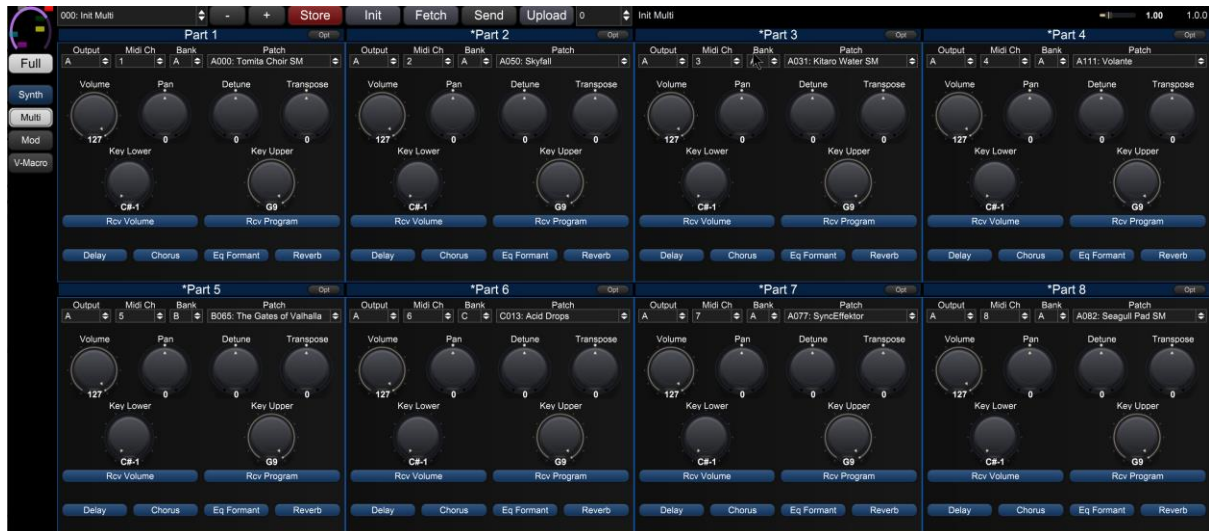 000: Init Multi - + Store Init Fetch Send Upload 0 Init Multi 1.00 1.0.0
Full
Synth
Multi
Mod
V-Macro
Part 1 Opt
Output Midi Ch Bank Patch
A 1 A A000: Tomita Choir SM
Volume Pan Detune Transpose
127 0 0 0
Key Lower Key Upper
C#-1 G9
Rcv Volume Rcv Program
Delay Chorus Eq Formant Reverb
*Part 2 Opt
Output Midi Ch Bank Patch
A 2 A A050: Skyfall
Volume Pan Detune Transpose
127 0 0 0
Key Lower Key Upper
C#-1 G9
Rcv Volume Rcv Program
Delay Chorus Eq Formant Reverb
*Part 3 Opt
Output Midi Ch Bank Patch
A 3 A A031: Kitaro Water SM
Volume Pan Detune Transpose
127 0 0 0
Key Lower Key Upper
C#-1 G9
Rcv Volume Rcv Program
Delay Chorus Eq Formant Reverb
*Part 4 Opt
Output Midi Ch Bank Patch
A 4 A A111: Volante
Volume Pan Detune Transpose
127 0 0 0
Key Lower Key Upper
C#-1 G9
Rcv Volume Rcv Program
Delay Chorus Eq Formant Reverb
*Part 5 Opt
Output Midi Ch Bank Patch
A 5 B B065: The Gates of Valhalla
Volume Pan Detune Transpose
127 0 0 0
Key Lower Key Upper
C#-1 G9
Rcv Volume Rcv Program
Delay Chorus Eq Formant Reverb
*Part 6 Opt
Output Midi Ch Bank Patch
A 6 C C013: Acid Drops
Volume Pan Detune Transpose
127 0 0 0
Key Lower Key Upper
C#-1 G9
Rcv Volume Rcv Program
Delay Chorus Eq Formant Reverb
*Part 7 Opt
Output Midi Ch Bank Patch
A 7 A A077: SyncEffektor
Volume Pan Detune Transpose
127 0 0 0
Key Lower Key Upper
C#-1 G9
Rcv Volume Rcv Program
Delay Chorus Eq Formant Reverb
*Part 8 Opt
Output Midi Ch Bank Patch
A 8 A A082: Seagull Pad SM
Volume Pan Detune Transpose
127 0 0 0
Key Lower Key Upper
C#-1 G9
Rcv Volume Rcv Program
Delay Chorus Eq Formant Reverb